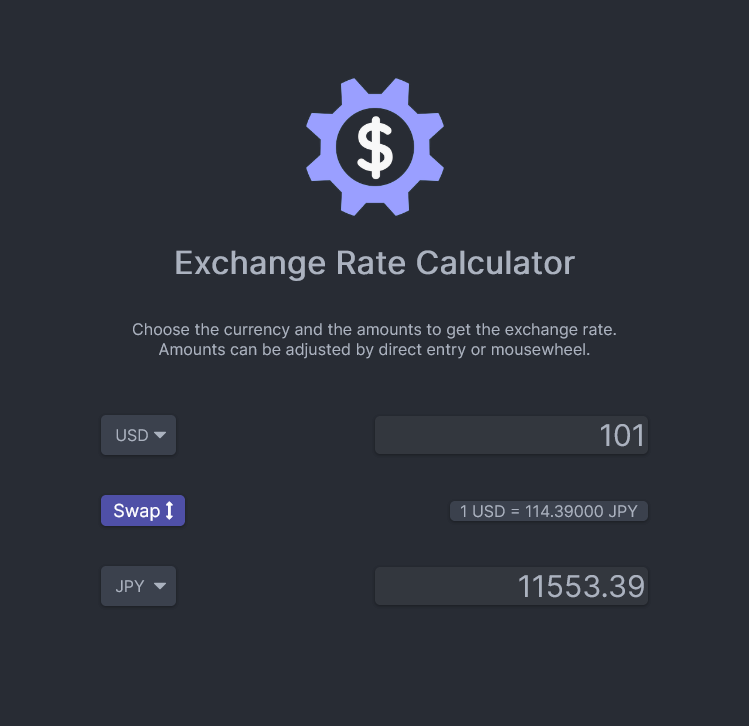 $
Exchange Rate Calculator
Choose the currency and the amounts to get the exchange rate.
Amounts can be adjusted by direct entry or mousewheel.
USD
101
Swap
1 USD = 114.39000 JPY
JPY
11553.39